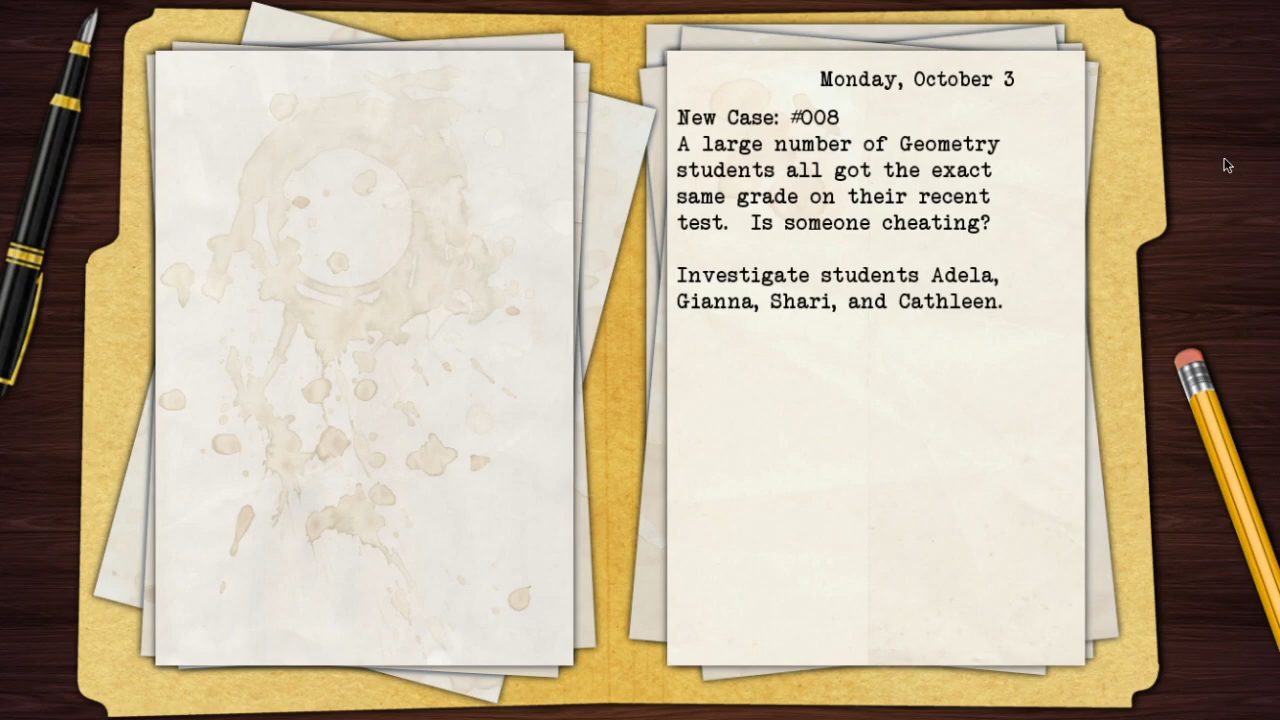 Monday, October 3
New Case: #008
A large number of Geometry
students all got the exact
same grade on their recent
test.  Is someone cheating?
Investigate students Adela,
Gianna, Shari, and Cathleen.